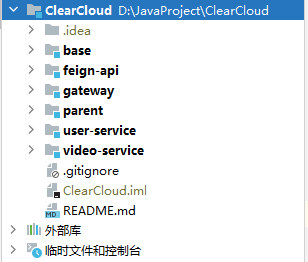 ClearCloud D:\JavaProject\ClearCloud
.idea
base
feign-api
gateway
parent
user-service
video-service
.gitignore
ClearCloud.iml
MD README.md
外部库
临时文件和控制台